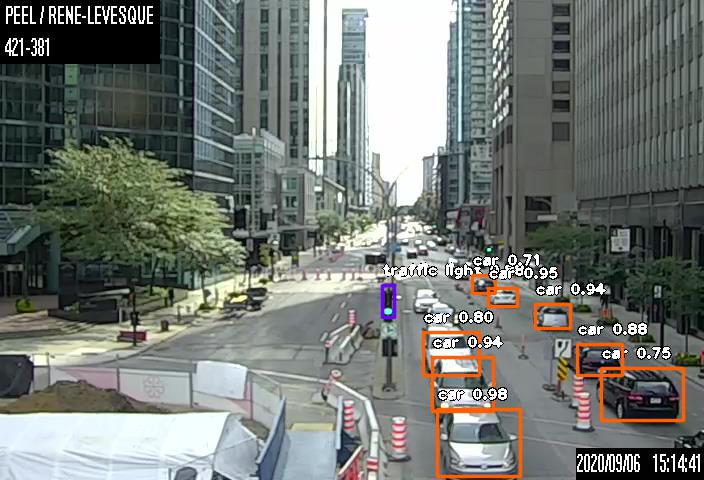 PEEL / RENE-LEVESQUE
421-381
car 0.71
car 0.95
traffic light
car 0.94
car 0.80
car 0.88
car 0.94
car 0.75
car 0.98
2020/09/06 15:14:41